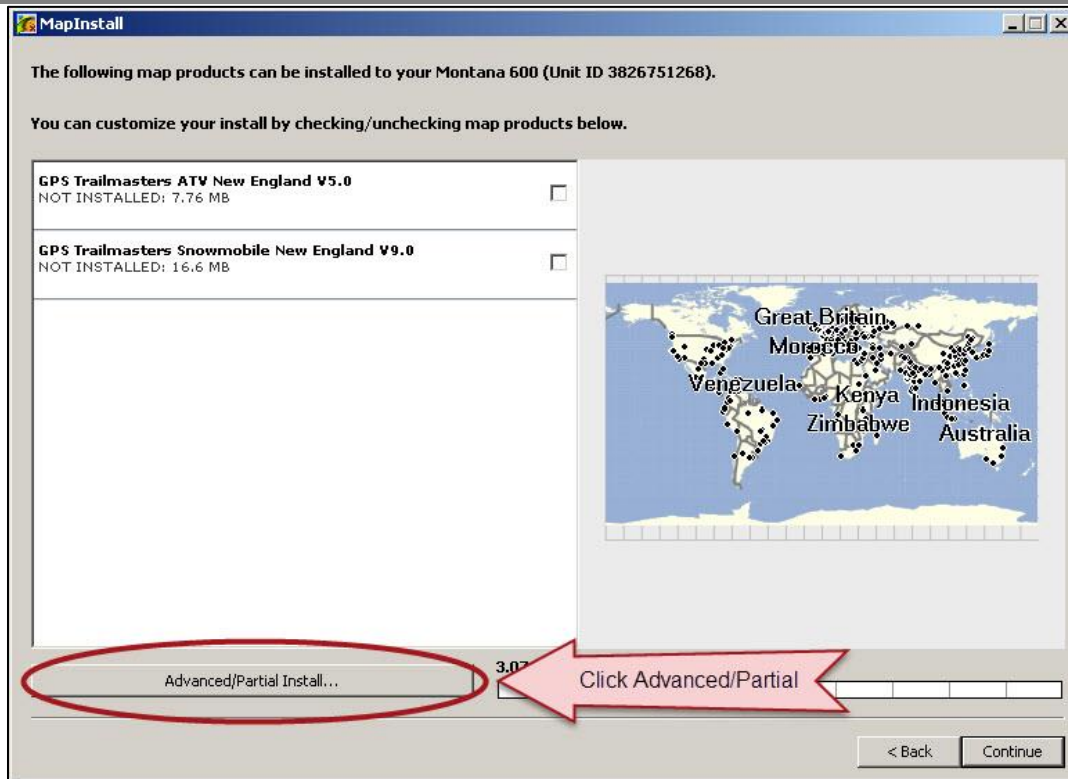 MapInstall
The following map products can be installed to your Montana 600 (Unit ID 3826751268).
You can customize your install by checking/unchecking map products below.
GPS Trailmasters ATV New England V5.0
NOT INSTALLED: 7.76 MB
GPS Trailmasters Snowmobile New England V9.0
NOT INSTALLED: 16.6 MB
Great Britain
Morocco
Venezuela
Kenya
Indonesia
Zimbabwe
Australia
3.07
Advanced/Partial Install...
Click Advanced/Partial
< Back
Continue